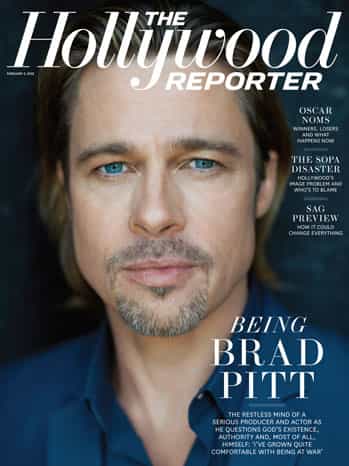 THE
Hollywood
REPORTER
FEBRUARY 3, 2012
OSCAR
NOMS
WINNERS, LOSERS
AND WHAT
HAPPENS NOW
THE SOPA
DISASTER
HOLLYWOOD'S
IMAGE PROBLEM AND
WHO'S TO BLAME
SAG
PREVIEW
HOW IT COULD
CHANGE EVERYTHING
BEING
BRAD
PITT
THE RESTLESS MIND OF A
SERIOUS PRODUCER AND ACTOR AS
HE QUESTIONS GOD'S EXISTENCE,
AUTHORITY AND, MOST OF ALL,
HIMSELF: 'I'VE GROWN QUITE
COMFORTABLE WITH BEING AT WAR'